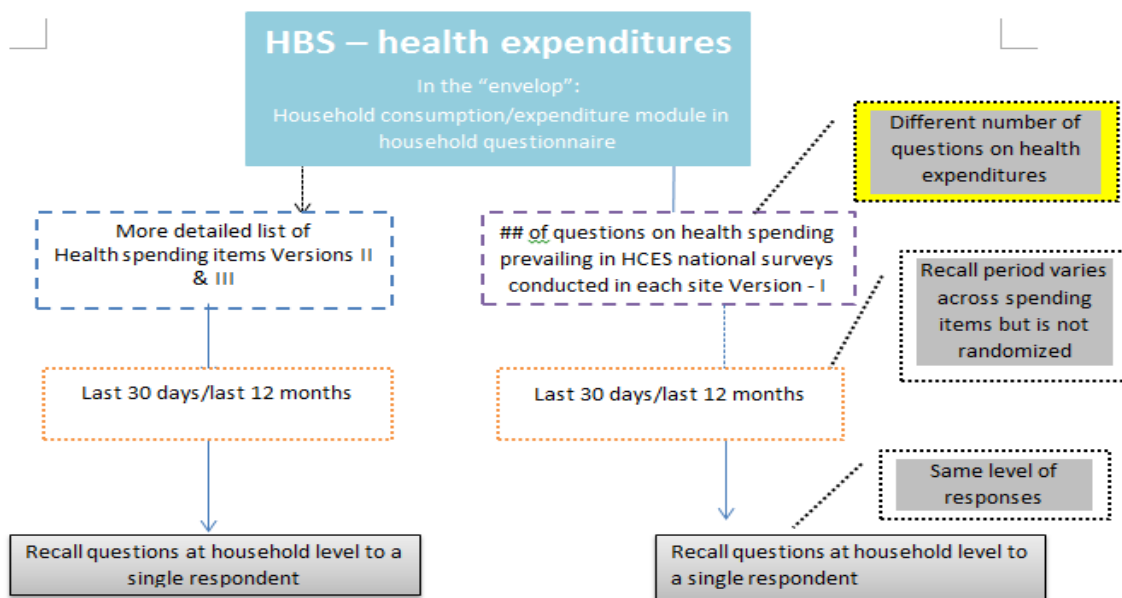 HBS – health expenditures
In the “envelop”:
Household consumption/expenditure module in
household questionnaire
Different number of
questions on health
expenditures
More detailed list of
Health spending items Versions II
& III
## of questions on health spending
prevailing in HCES national surveys
conducted in each site Version - I
Recall period varies
across spending
items but is not
randomized
Last 30 days/last 12 months
Last 30 days/last 12 months
Same level of
responses
Recall questions at household level to a
single respondent
Recall questions at household level to
a single respondent